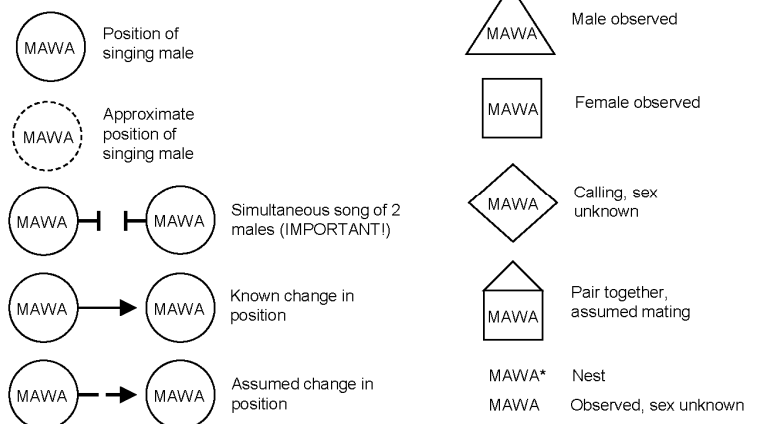 MAWA
Position of
singing male
MAWA
Approximate
position of
singing male
MAWA MAWA
Simultaneous song of 2
males (IMPORTANT!)
MAWA MAWA
Known change in
position
MAWA MAWA
Assumed change in
position
MAWA
Male observed
MAWA
Female observed
MAWA
Calling, sex
unknown
MAWA
Pair together,
assumed mating
MAWA* Nest
MAWA Observed, sex unknown